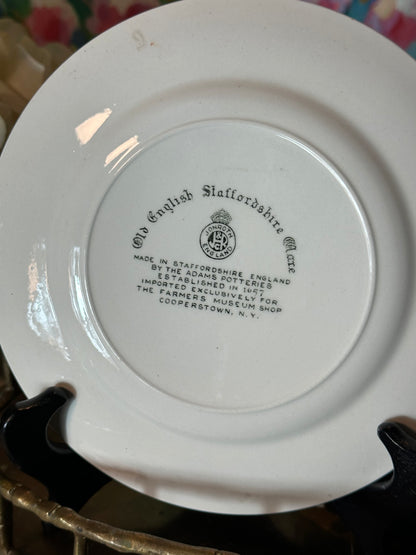 Old English Staffordshire Ware
JONROTH
ENGLAND
MADE IN STAFFORDSHIRE ENGLAND
BY THE ADAMS POTTERIES
ESTABLISHED IN 1657
IMPORTED EXCLUSIVELY FOR
THE FARMERS MUSEUM SHOP
COOPERSTOWN, N.Y.